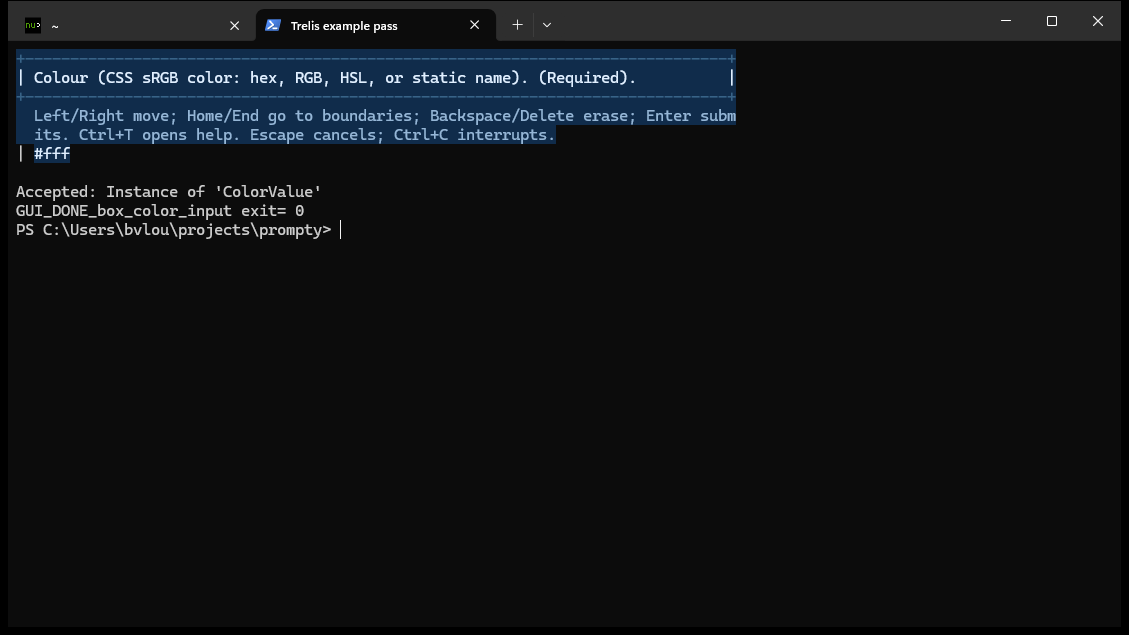 nu> ~
Trelis example pass
+------------------------------------------------------------------------------+
| Colour (CSS sRGB color: hex, RGB, HSL, or static name). (Required). |
+------------------------------------------------------------------------------+
Left/Right move; Home/End go to boundaries; Backspace/Delete erase; Enter subm
its. Ctrl+T opens help. Escape cancels; Ctrl+C interrupts.
| #fff
Accepted: Instance of 'ColorValue'
GUI_DONE_box_color_input exit= 0
PS C:\Users\bvlou\projects\prompty>